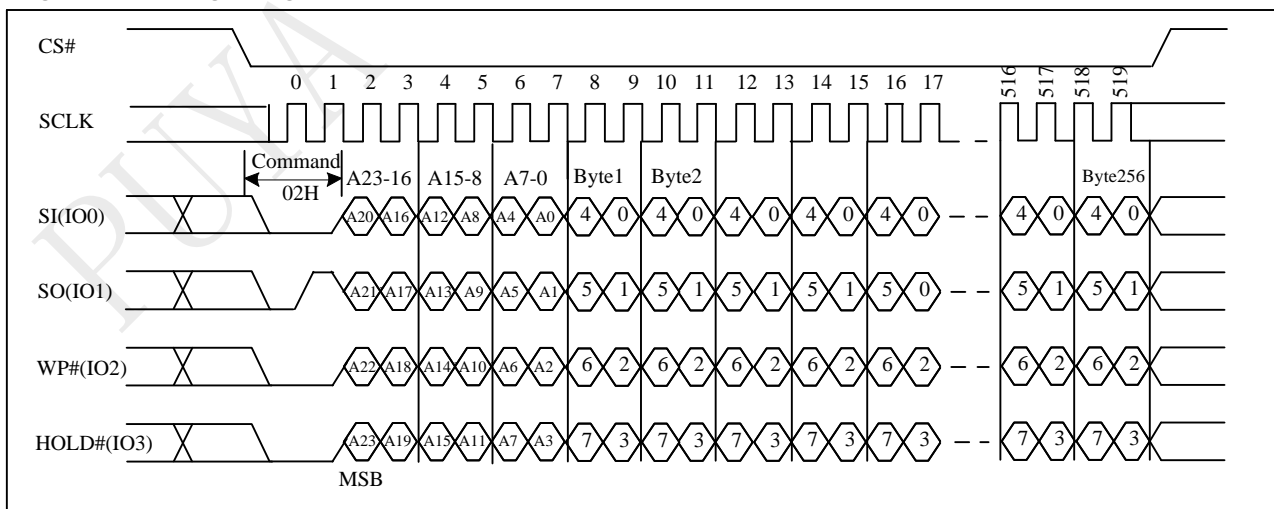 PUYA
CS#
0 1 2 3 4 5 6 7 8 9 10 11 12 13 14 15 16 17 516 517 518 519
SCLK
Command
02H
A23-16 A15-8 A7-0 Byte1 Byte2 Byte256
SI(IO0) A20 A16 A12 A8 A4 A0 4 0 4 0 4 0 4 0 4 0 4 0 4 0
SO(IO1) A21 A17 A13 A9 A5 A1 5 1 5 1 5 1 5 1 5 0 5 1 5 1
WP#(IO2) A22 A18 A14 A10 A6 A2 6 2 6 2 6 2 6 2 6 2 6 2 6 2
HOLD#(IO3) A23 A19 A15 A11 A7 A3 7 3 7 3 7 3 7 3 7 3 7 3 7 3
MSB